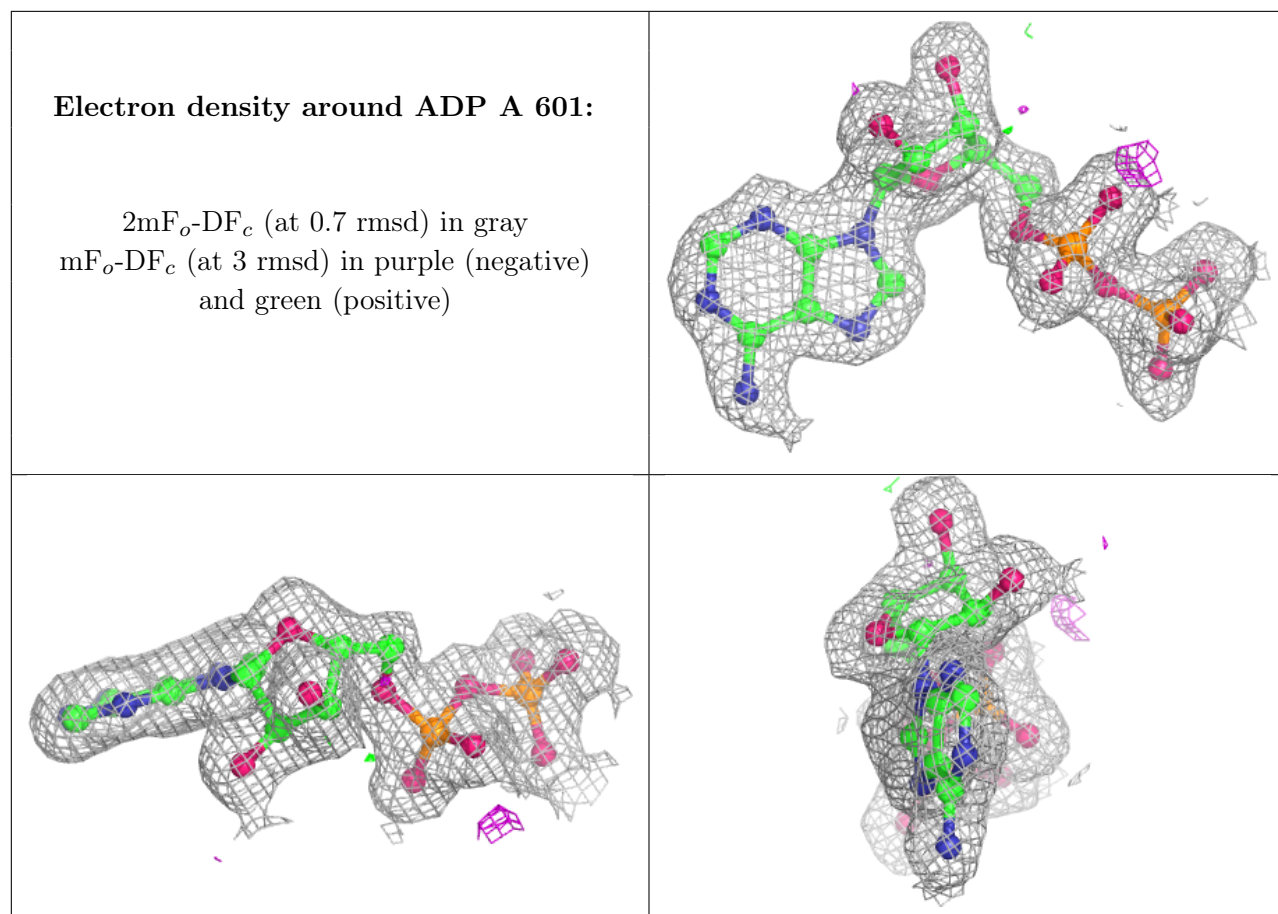 Electron density around ADP A 601:
2mFo-DFc (at 0.7 rmsd) in gray
mFo-DFc (at 3 rmsd) in purple (negative)
and green (positive)